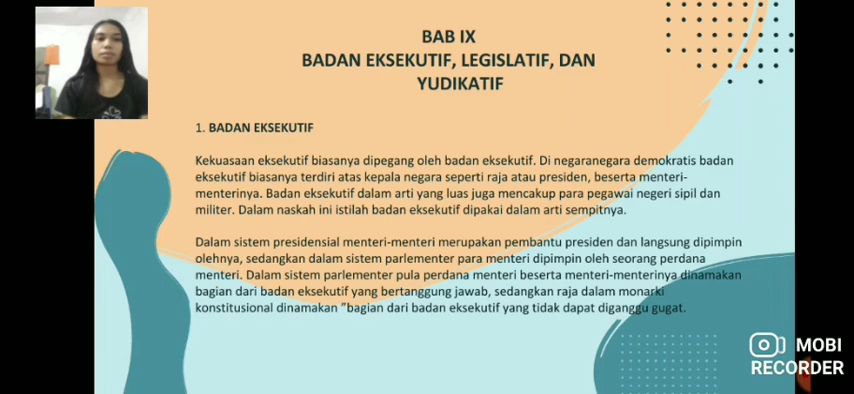 BAB IX
BADAN EKSEKUTIF, LEGISLATIF, DAN
YUDIKATIF
1. BADAN EKSEKUTIF
Kekuasaan eksekutif biasanya dipegang oleh badan eksekutif. Di negaranegara demokratis badan
eksekutif biasanya terdiri atas kepala negara seperti raja atau presiden, beserta menteri-
menterinya. Badan eksekutif dalam arti yang luas juga mencakup para pegawai negeri sipil dan
militer. Dalam naskah ini istilah badan eksekutif dipakai dalam arti sempitnya.
Dalam sistem presidensial menteri-menteri merupakan pembantu presiden dan langsung dipimpin
olehnya, sedangkan dalam sistem parlementer para menteri dipimpin oleh seorang perdana
menteri. Dalam sistem parlementer pula perdana menteri beserta menteri-menterinya dinamakan
bagian dari badan eksekutif yang bertanggung jawab, sedangkan raja dalam monarki
konstitusional dinamakan ”bagian dari badan eksekutif yang tidak dapat diganggu gugat.
MOBI
RECORDER